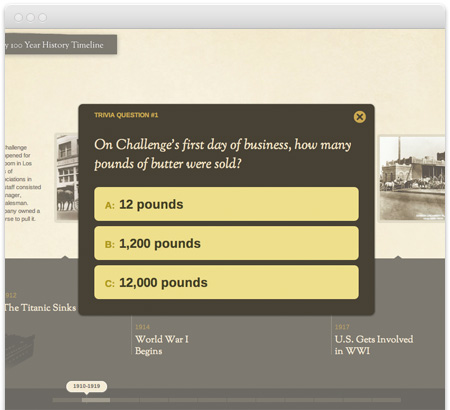 y 100 Year History Timeline
TRIVIA QUESTION #1
On Challenge's first day of business, how many
pounds of butter were sold?
A: 12 pounds
B: 1,200 pounds
C: 12,000 pounds
hallenge
pened for
oom in Los
of
ciations in
staff consisted
nager,
alesman.
pany owned a
rse to pull it.
912
The Titanic Sinks
1914
World War I
Begins
1917
U.S. Gets Involved
in WWI
1910-1919